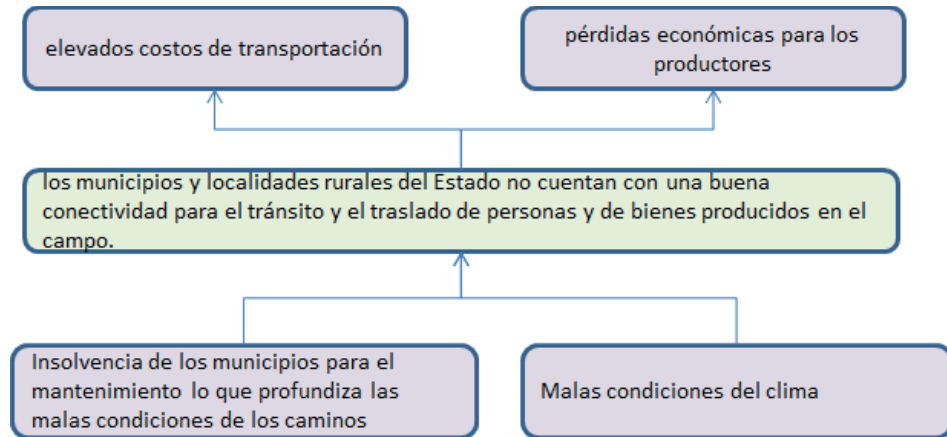 elevados costos de transportación
pérdidas económicas para los
productores
los municipios y localidades rurales del Estado no cuentan con una buena
conectividad para el tránsito y el traslado de personas y de bienes producidos en el
campo.
Insolvencia de los municipios para el
mantenimiento lo que profundiza las
malas condiciones de los caminos
Malas condiciones del clima